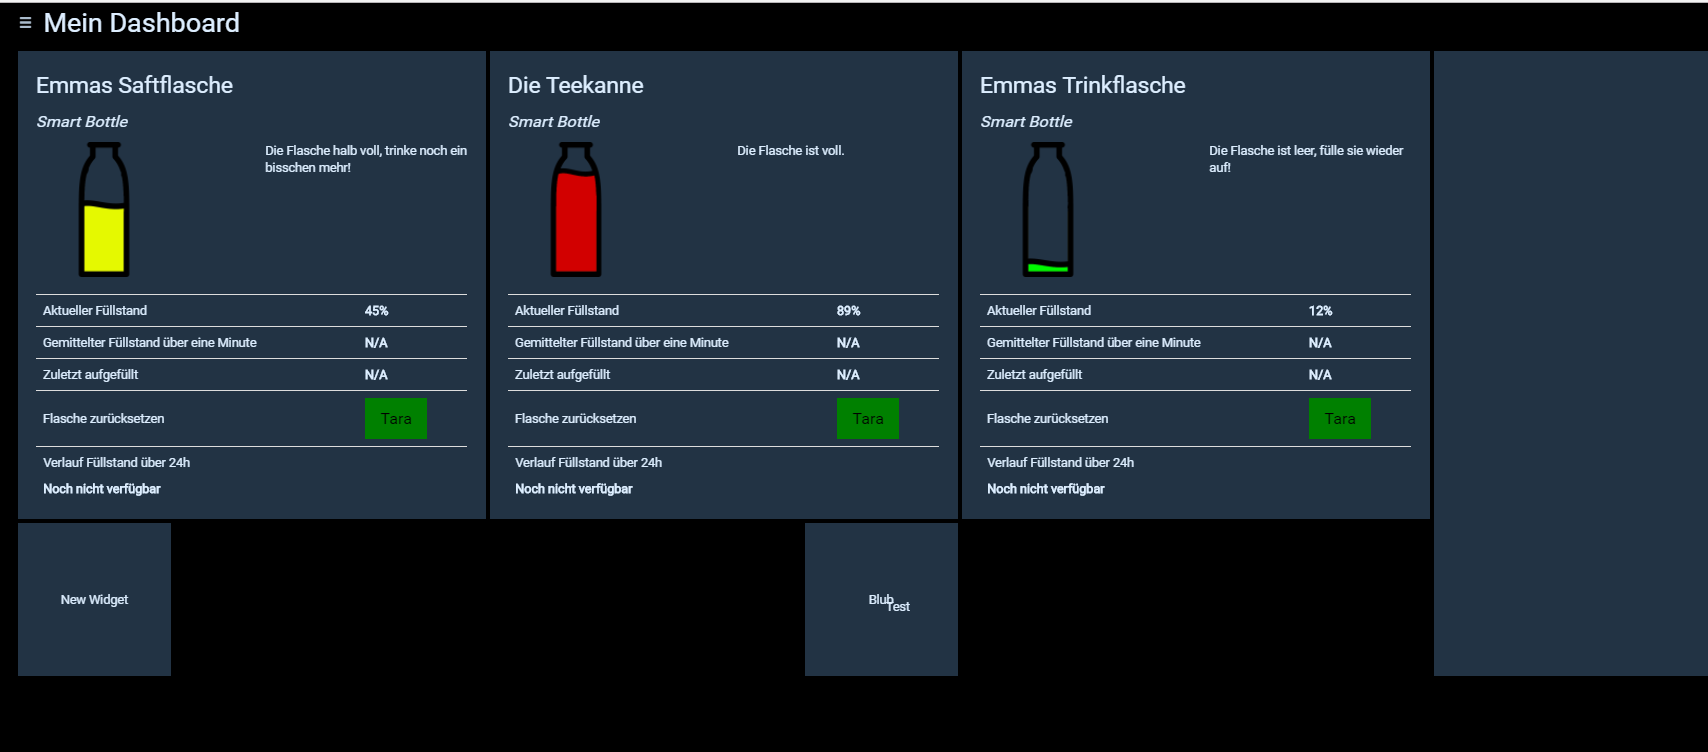 Mein Dashboard
Emmas Saftflasche
Smart Bottle
Die Flasche halb voll, trinke noch ein
bisschen mehr!
Aktueller Füllstand 45%
Gemittelter Füllstand über eine Minute N/A
Zuletzt aufgefüllt N/A
Flasche zurücksetzen Tara
Verlauf Füllstand über 24h
Noch nicht verfügbar
Die Teekanne
Smart Bottle
Die Flasche ist voll.
Aktueller Füllstand 89%
Gemittelter Füllstand über eine Minute N/A
Zuletzt aufgefüllt N/A
Flasche zurücksetzen Tara
Verlauf Füllstand über 24h
Noch nicht verfügbar
Emmas Trinkflasche
Smart Bottle
Die Flasche ist leer, fülle sie wieder
auf!
Aktueller Füllstand 12%
Gemittelter Füllstand über eine Minute N/A
Zuletzt aufgefüllt N/A
Flasche zurücksetzen Tara
Verlauf Füllstand über 24h
Noch nicht verfügbar
New Widget
Blub
Test